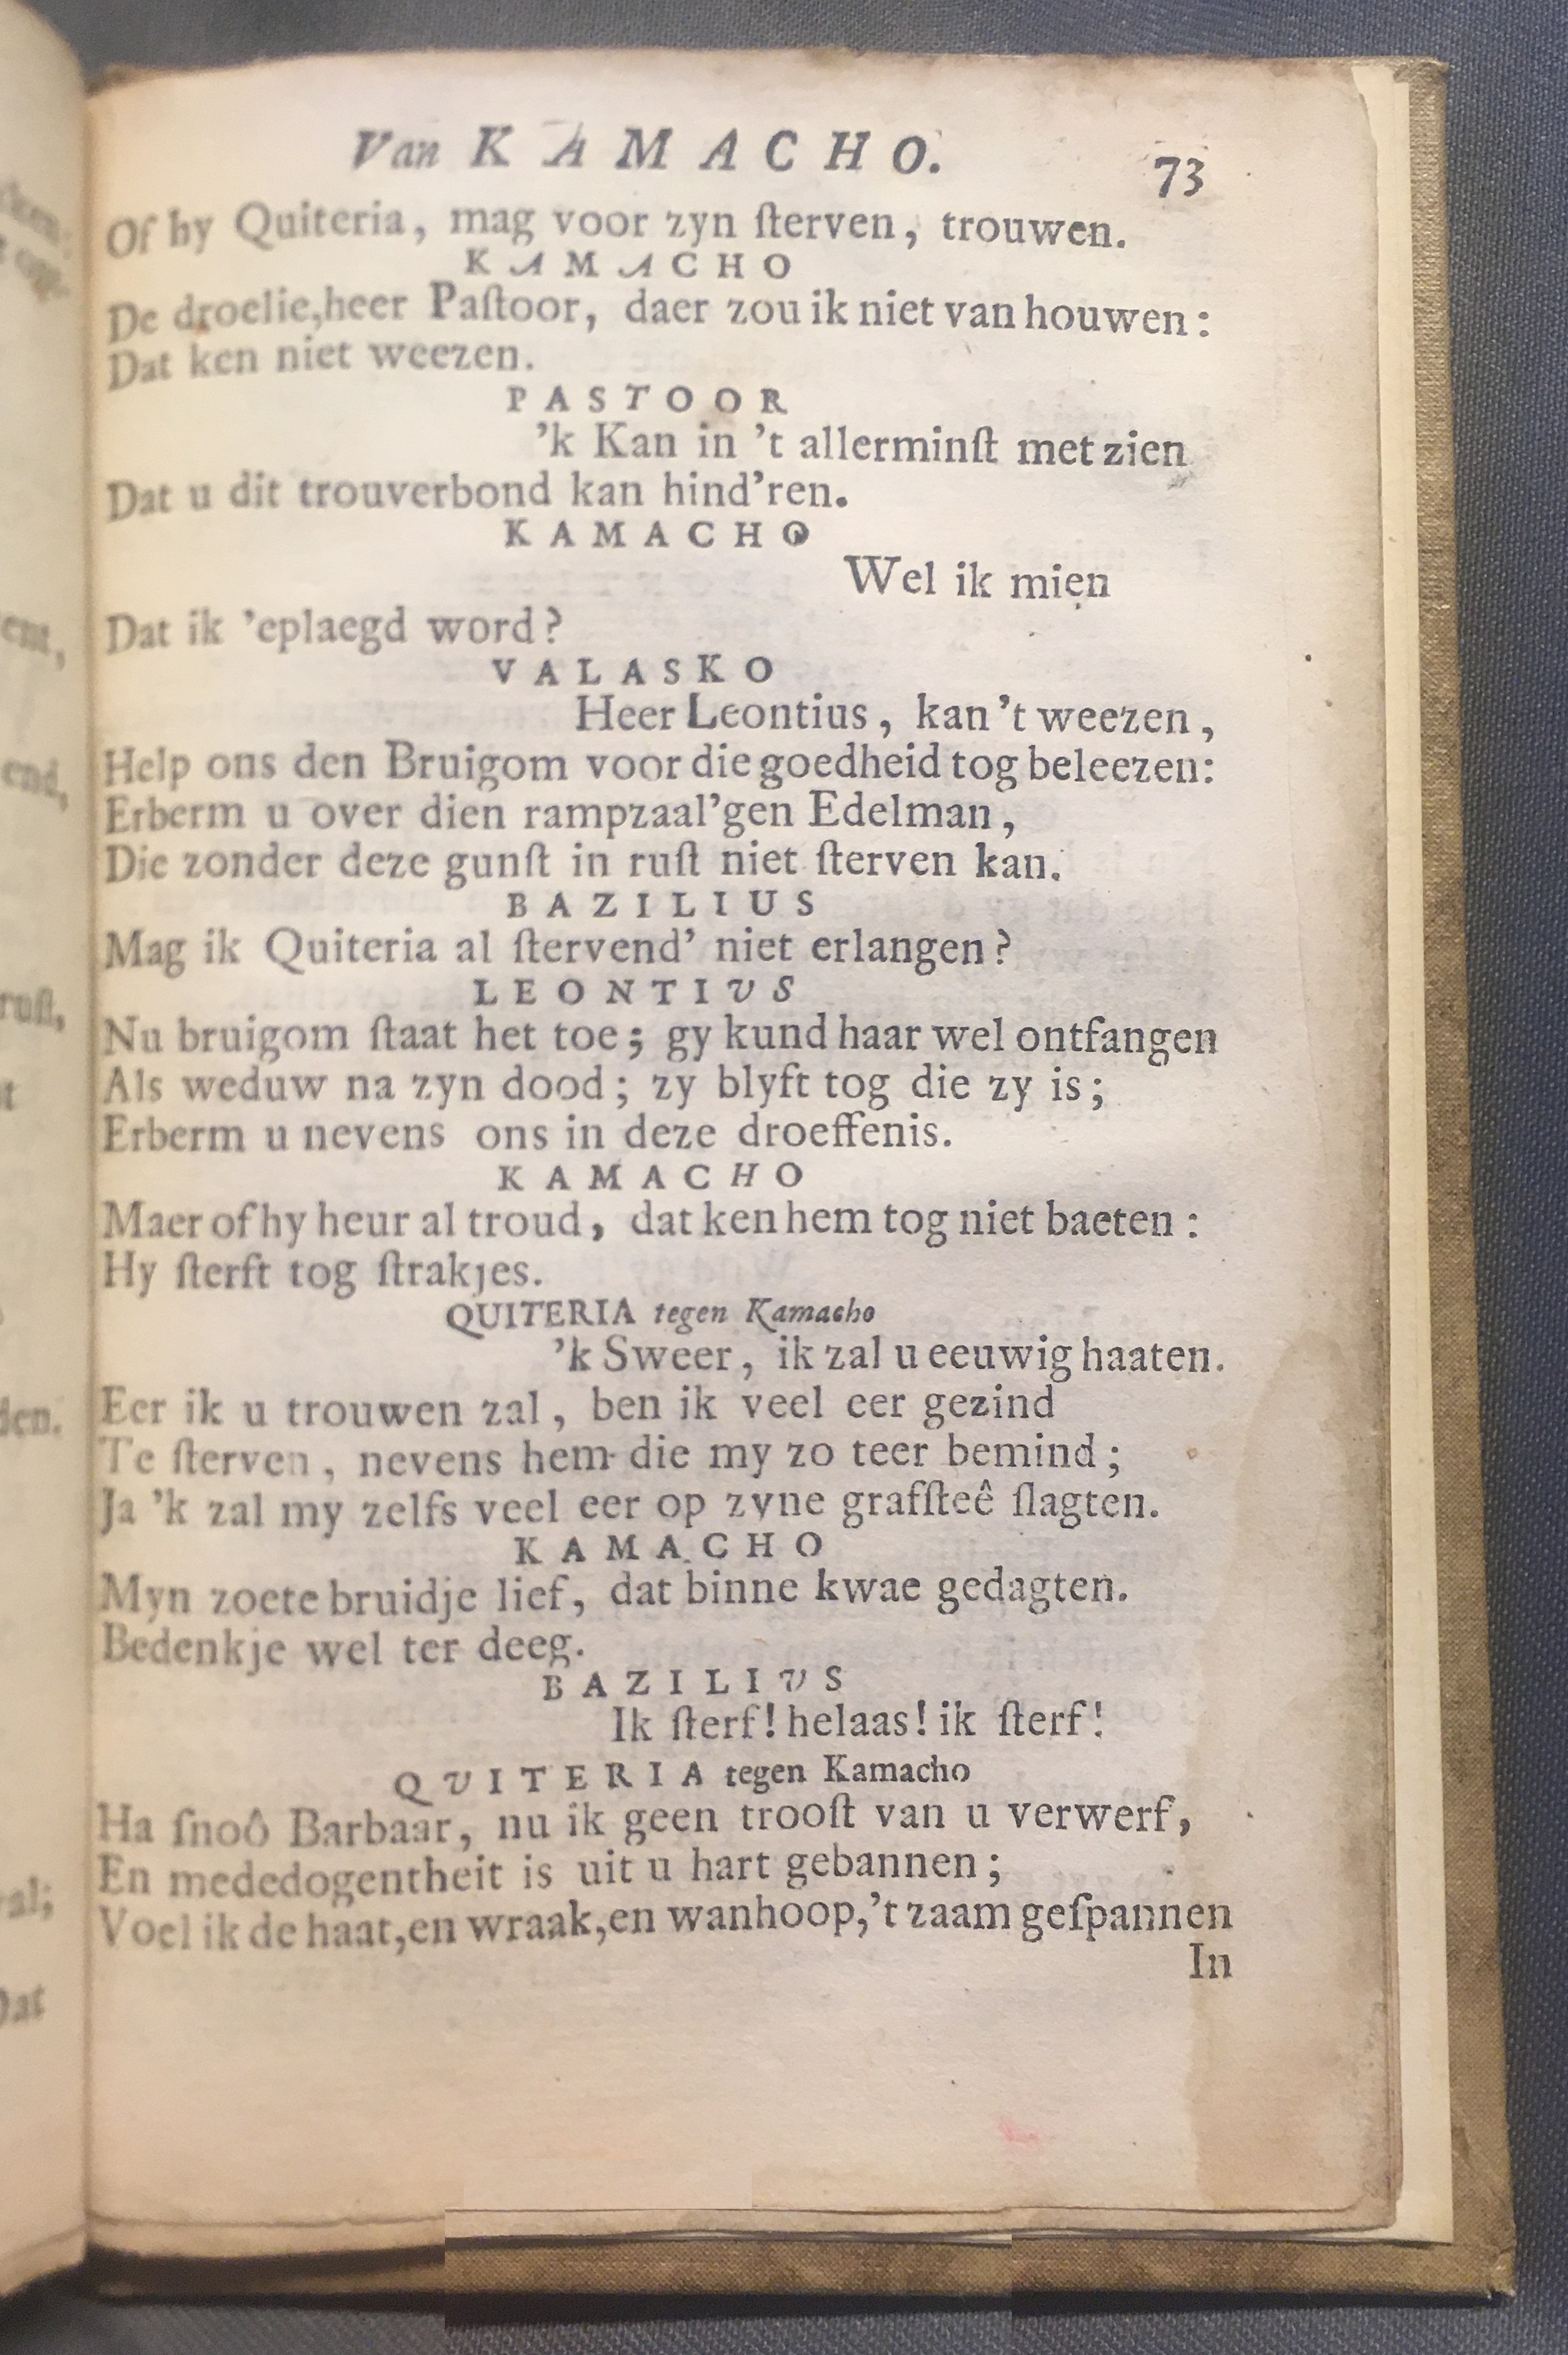 Van KAMACHO. 73
Of hy Quiteria, mag voor zyn ſterven, trouwen.
KAMACHO
De droelie,heer Paſtoor, daer zou ik niet van houwen:
Dat ken niet weezen.
PASTOOR
'k Kan in 't allerminſt met zien
Dat u dit trouverbond kan hind'ren.
KAMACHO
Wel ik mien
Dat ik 'eplaegd word?
VALASKO
Heer Leontius, kan 't weezen,
Help ons den Bruigom voor die goedheid tog beleezen:
Erberm u over dien rampzaal'gen Edelman,
Die zonder deze gunſt in ruſt niet ſterven kan.
BAZILIUS
Mag ik Quiteria al ſtervend' niet erlangen?
LEONTIVS
Nu bruigom ſtaat het toe; gy kund haar wel ontfangen
Als weduw na zyn dood; zy blyft tog die zy is;
Erberm u nevens ons in deze droeffenis.
KAMACHO
Maer of hy heur al troud, dat ken hem tog niet baeten:
Hy ſterft tog ſtrakjes.
QUITERIA tegen Kamacho
'k Sweer, ik zal u eeuwig haaten.
Eer ik u trouwen zal, ben ik veel eer gezind
Te ſterven, nevens hem die my zo teer bemind;
Ja 'k zal my zelfs veel eer op zyne grafſteê ſlagten.
KAMACHO
Myn zoete bruidje lief, dat binne kwae gedagten.
Bedenkje wel ter deeg.
BAZILIVS
Ik ſterf! helaas! ik ſterf!
QVITERIA tegen Kamacho
Ha ſnoô Barbaar, nu ik geen trooſt van u verwerf,
En mededogentheit is uit u hart gebannen;
Voel ik de haat,en wraak,en wanhoop,'t zaam geſpannen
In